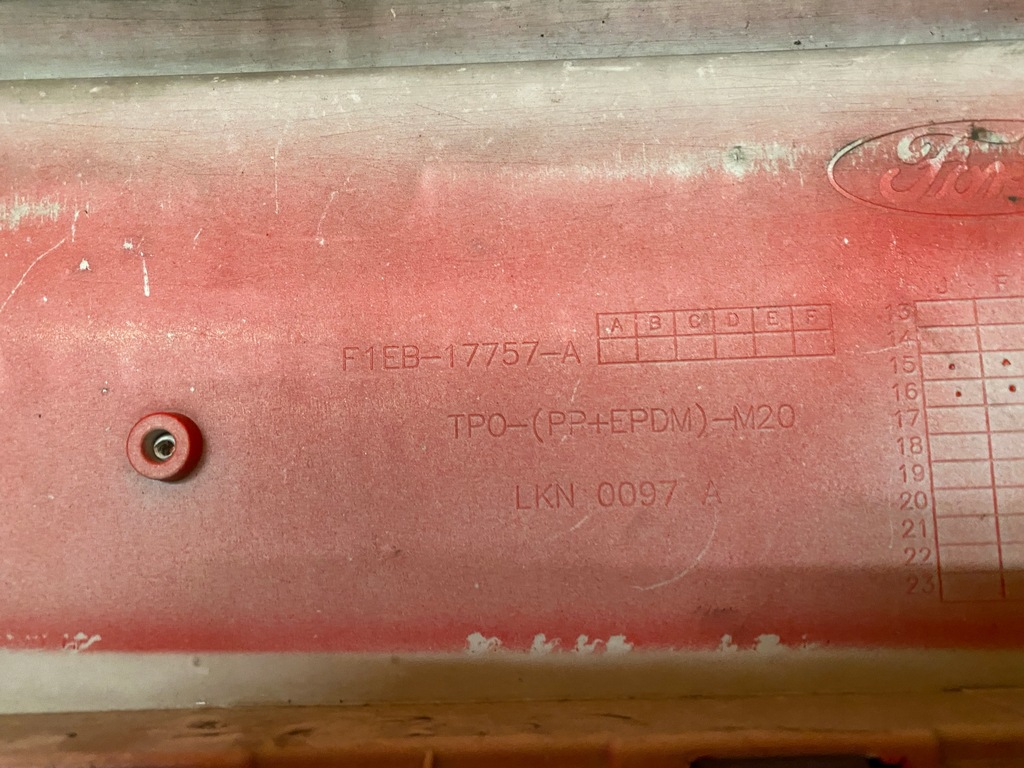 Ford
J F
A B C D E F
F1EB-17757-A
TPO-(PP+EPDM)-M20
LKN 0097 A
13
14
15
16
17
18
19
20
21
22
23